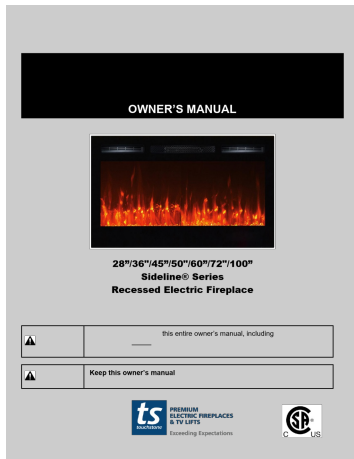 OWNER'S MANUAL
28”/36"/45”/50"/60”/72"/100”
Sideline® Series
Recessed Electric Fireplace
this entire owner's manual, including
Keep this owner's manual
ts
touchstone
PREMIUM
ELECTRIC FIREPLACES
& TV LIFTS
Exceeding Expectations
SP®
C US